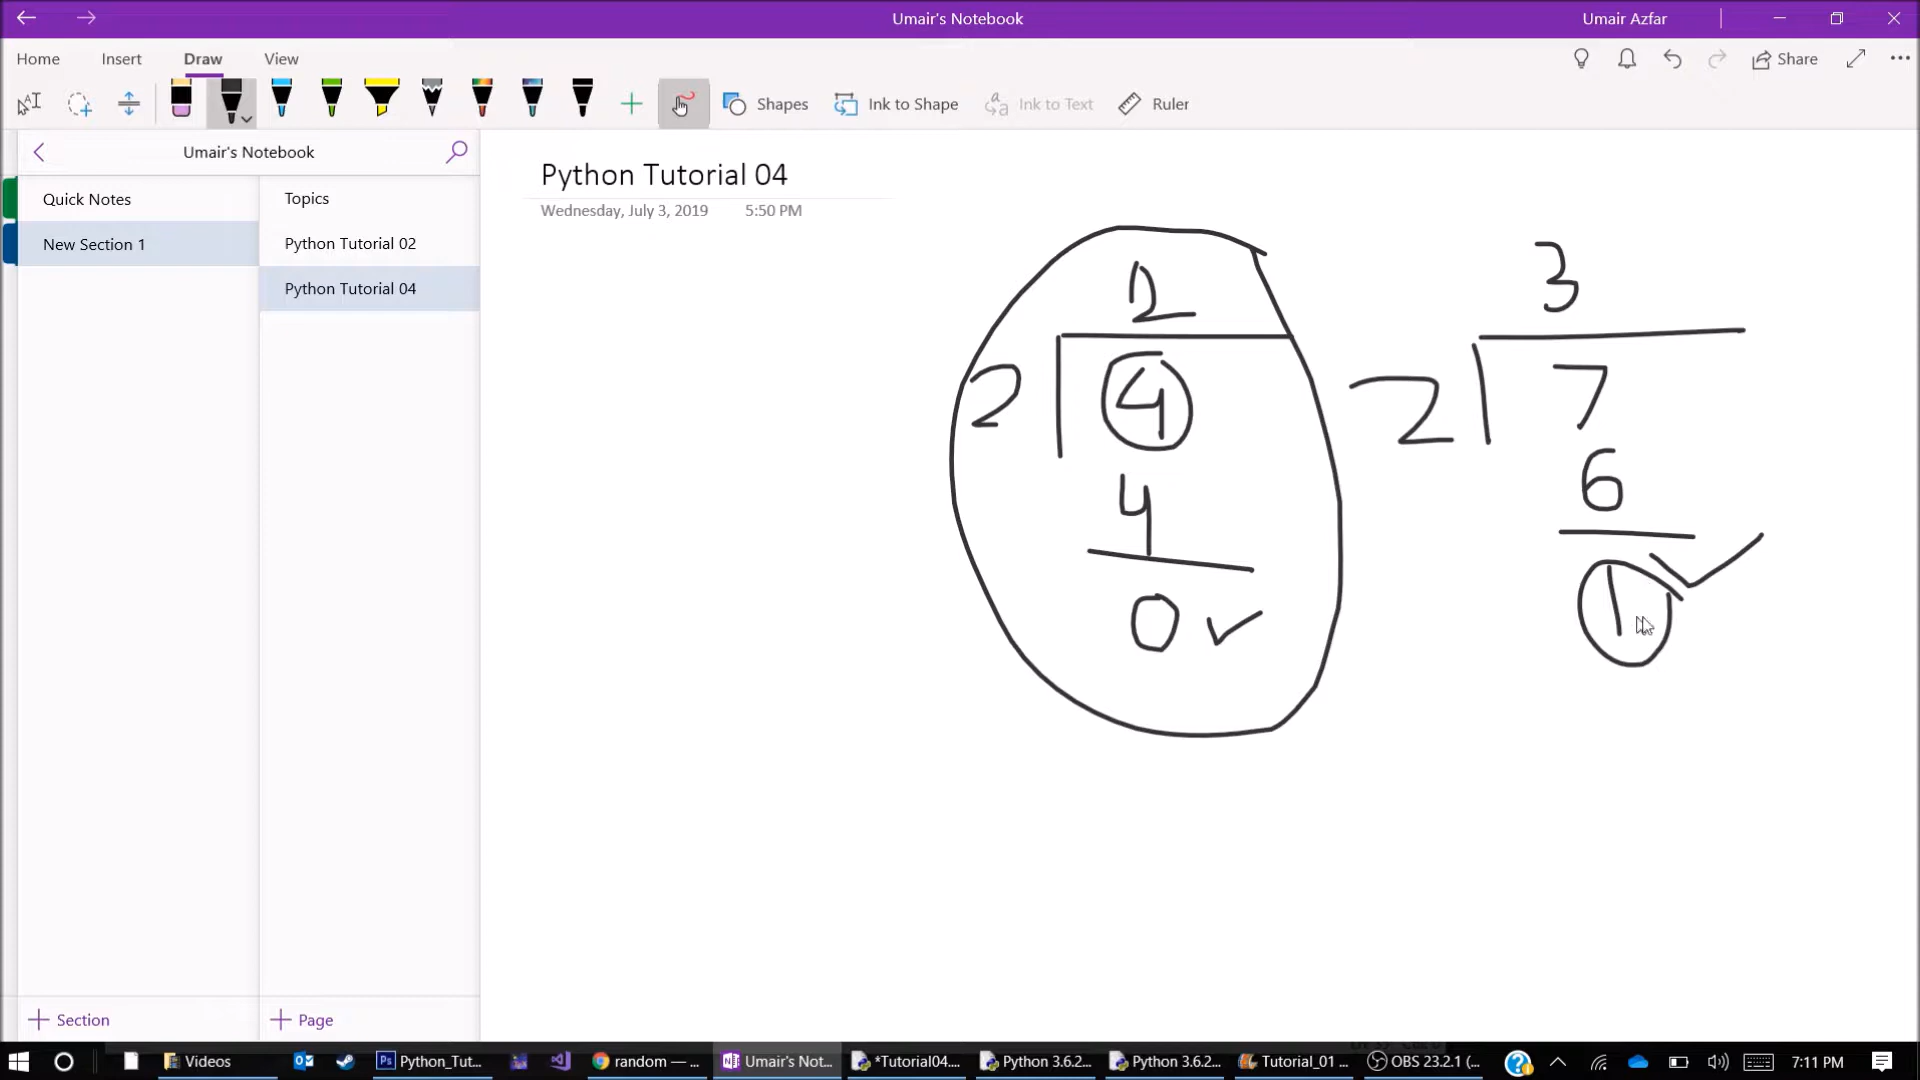 Umair's Notebook
Umair Azfar
Home Insert Draw View
Share
Shapes
Ink to Shape
Ink to Text
Ruler
Umair's Notebook
Quick Notes
New Section 1
Topics
Python Tutorial 02
Python Tutorial 04
Python Tutorial 04
Wednesday, July 3, 2019 5:50 PM
2
2 4
4
0
3
2 7
6
1
Section
Page
Videos
Python_Tut...
random — ...
Umair's Not...
*Tutorial04....
Python 3.6.2...
Python 3.6.2...
Tutorial_01 ...
OBS 23.2.1 (...
7:11 PM